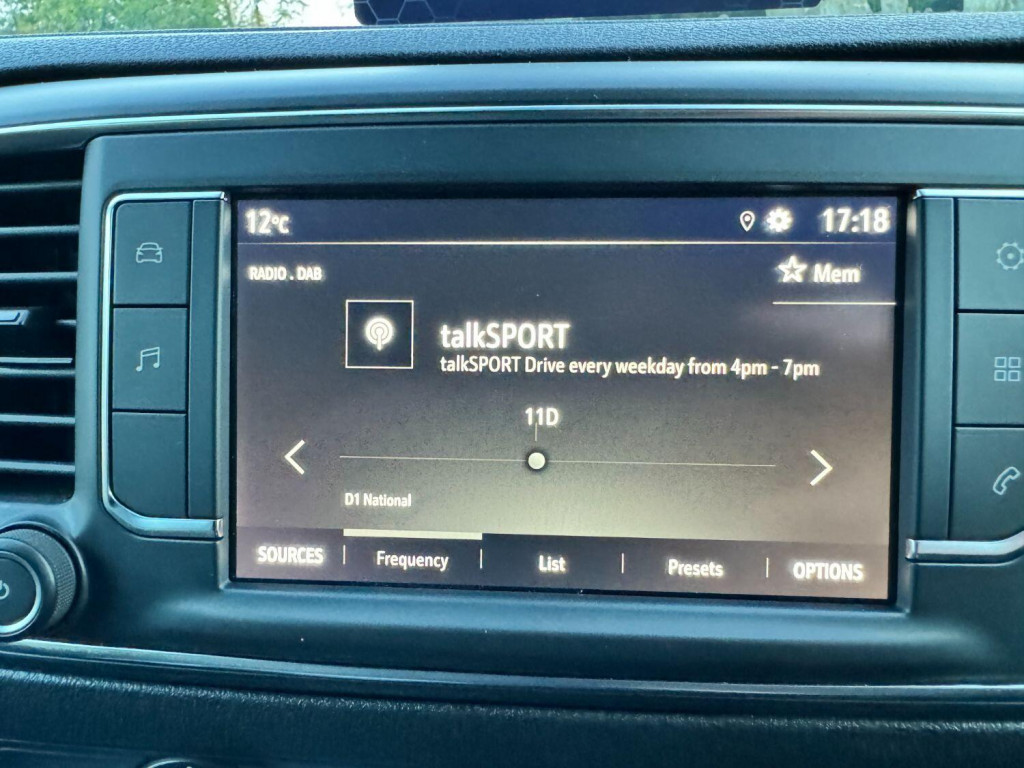 12°C
17:18
RADIO . DAB
Mem
talkSPORT
talkSPORT Drive every weekday from 4pm - 7pm
11D
D1 National
SOURCES
Frequency
List
Presets
OPTIONS